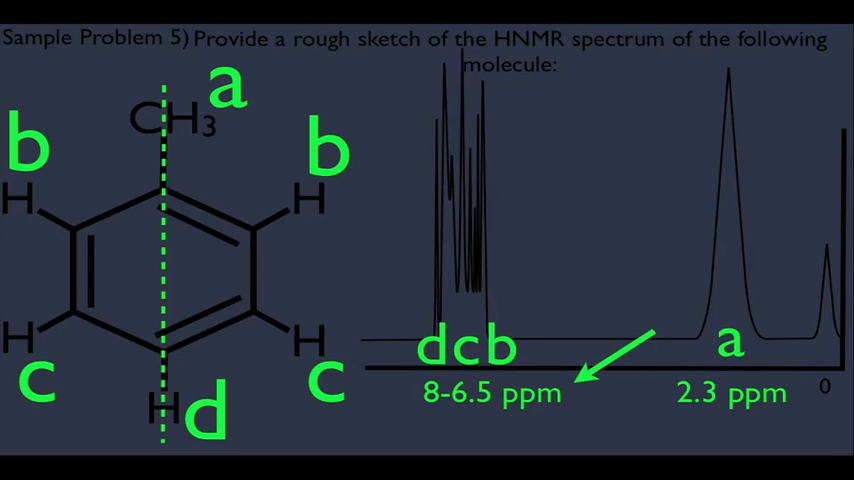 Sample Problem 5) Provide a rough sketch of the HNMR spectrum of the following
molecule:
a
CH3
b
b
H
H
H
H
c
c
H
d
d c b
a
8-6.5 ppm
2.3 ppm
0